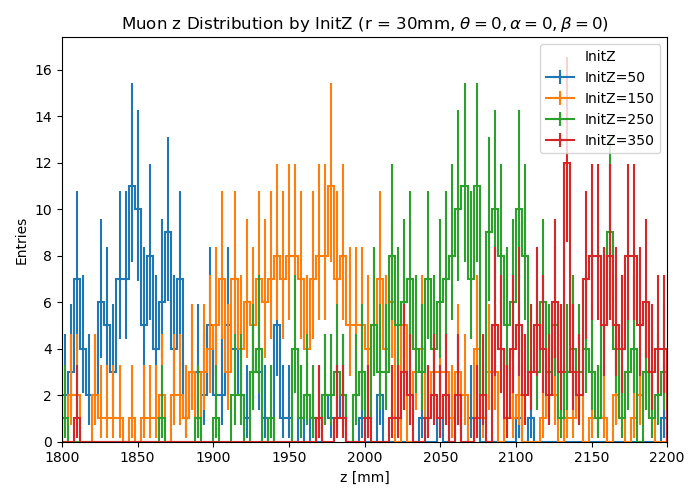 Muon z Distribution by InitZ (r = 30mm, θ = 0, α = 0, β = 0)
InitZ
InitZ=50
InitZ=150
InitZ=250
InitZ=350
Entries
16
14
12
10
8
6
4
2
0
1800 1850 1900 1950 2000 2050 2100 2150 2200
z [mm]